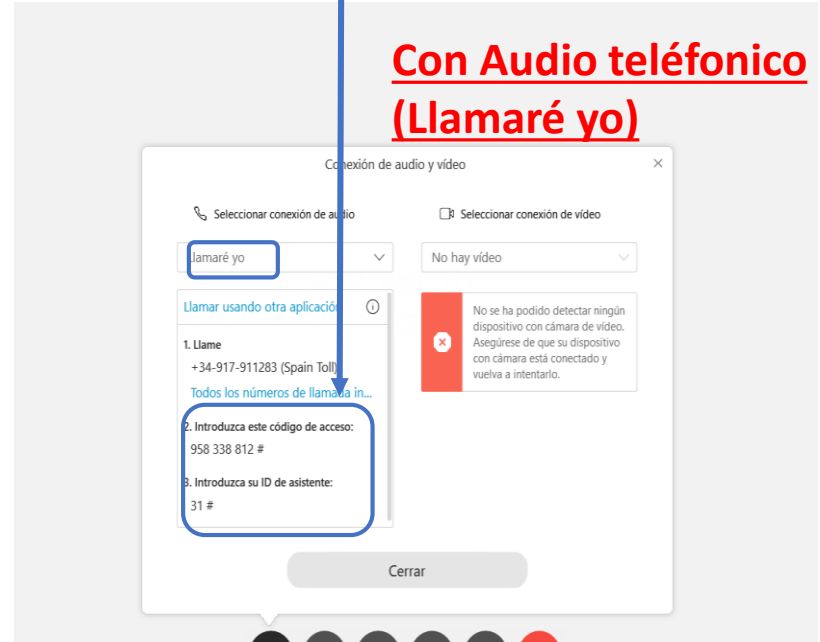 Con Audio teléfonico
(Llamaré yo)
Conexión de audio y vídeo
Seleccionar conexión de audio
Llamaré yo
Llamar usando otra aplicación
1. Llame
+34-917-911283 (Spain Toll)
Todos los números de llamada in...
2. Introduzca este código de acceso:
958 338 812 #
3. Introduzca su ID de asistente:
31 #
Seleccionar conexión de vídeo
No hay vídeo
No se ha podido detectar ningún
dispositivo con cámara de vídeo.
Asegúrese de que su dispositivo
con cámara está conectado y
vuelva a intentarlo.
Cerrar